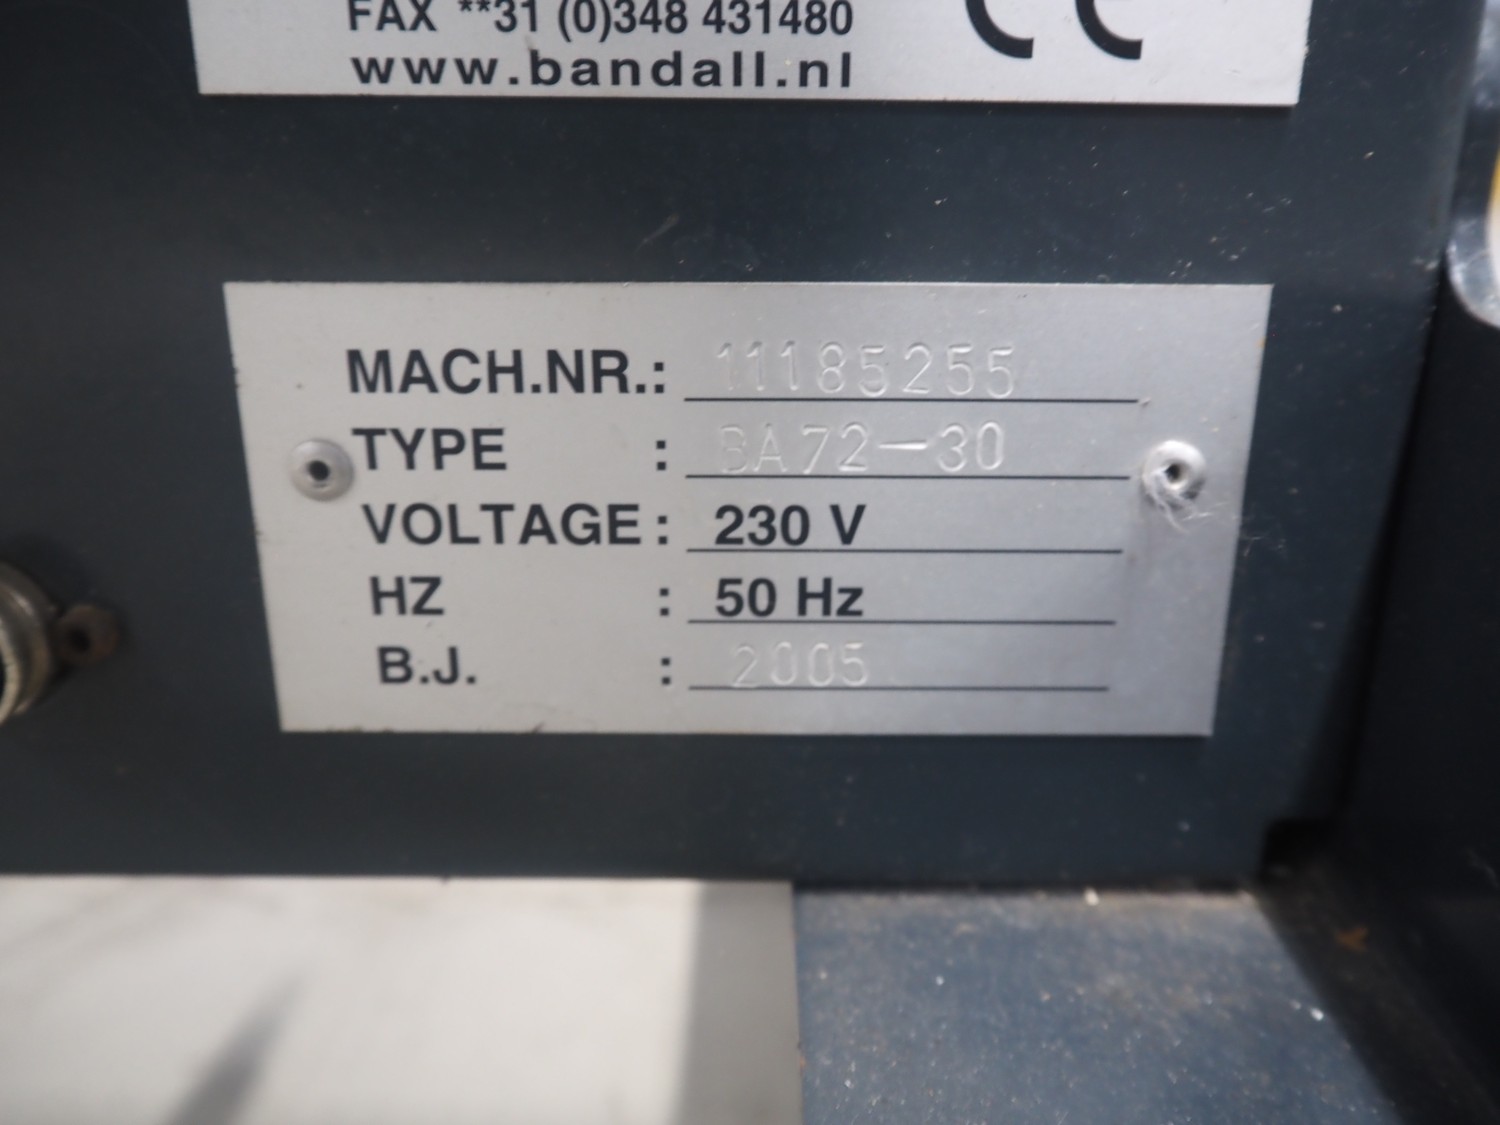 FAX **31 (0)348 431480
www.bandall.nl
CE
MACH.NR.: 11185255
TYPE : BA72-30
VOLTAGE: 230 V
HZ : 50 Hz
B.J. : 2005